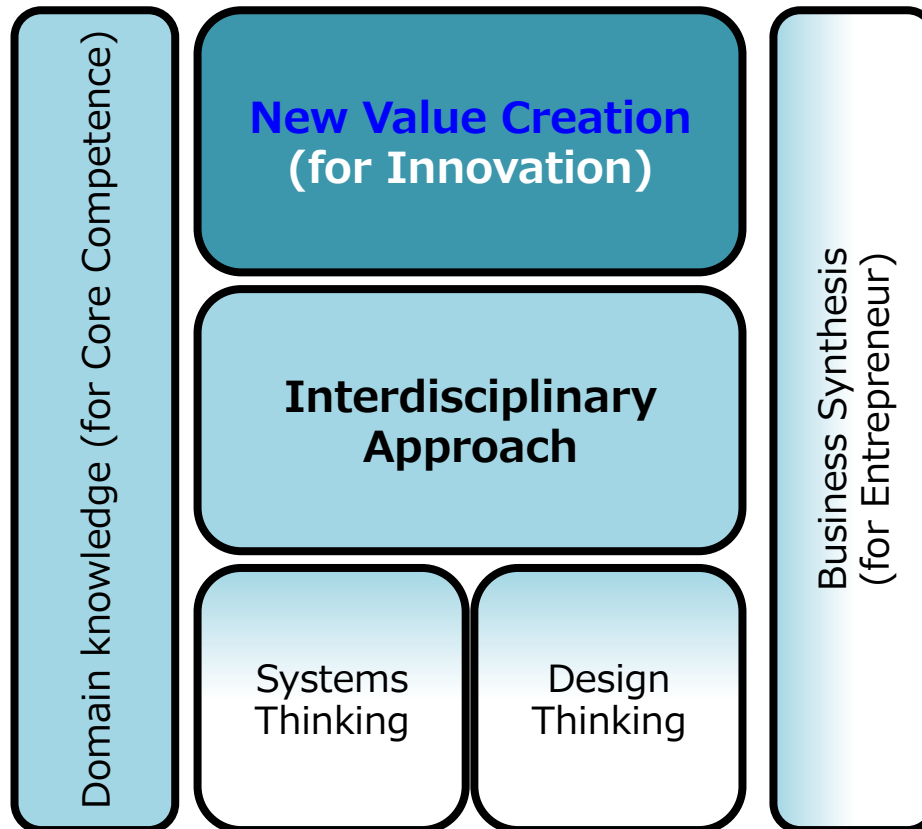 Domain knowledge (for Core Competence)
New Value Creation
(for Innovation)
Interdisciplinary
Approach
Systems
Thinking
Design
Thinking
Business Synthesis
(for Entrepreneur)